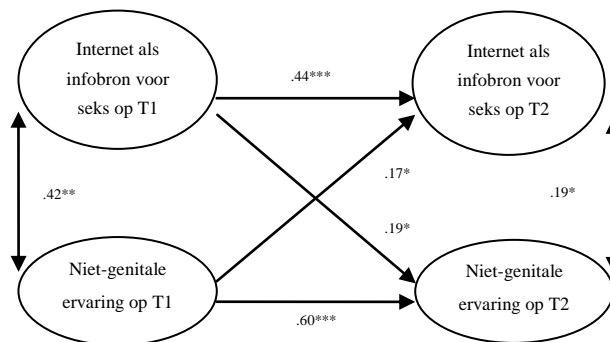 Internet als
infobron voor
seks op T1
Internet als
infobron voor
seks op T2
.44***
.42**
.17*
.19*
.19*
Niet-genitale
ervaring op T1
Niet-genitale
ervaring op T2
.60***